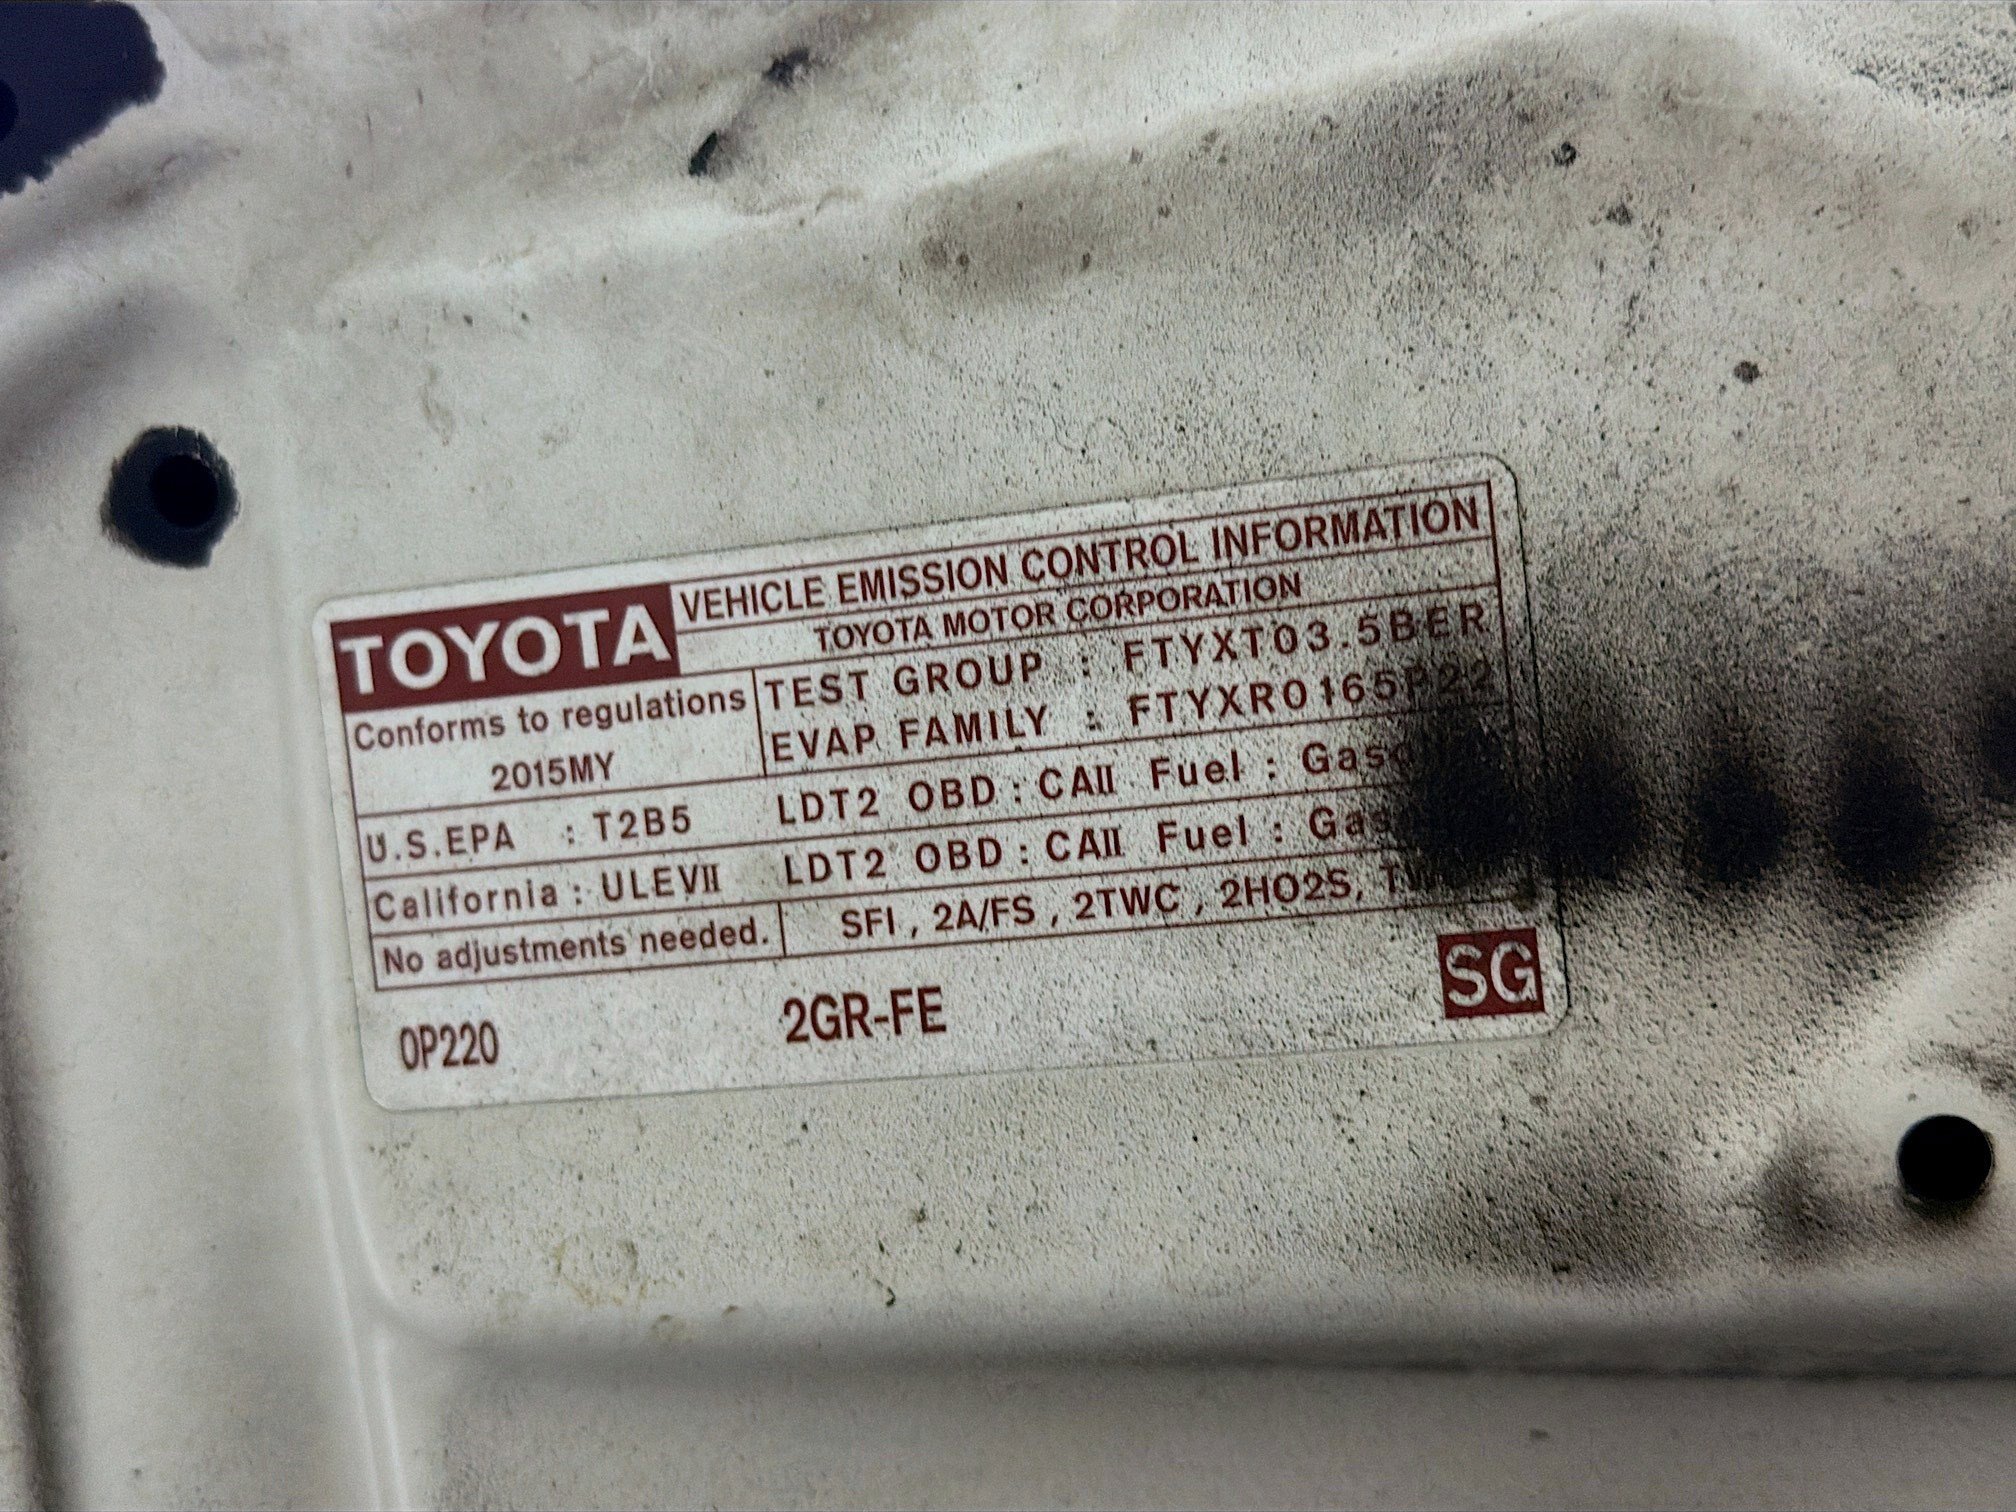 TOYOTA VEHICLE EMISSION CONTROL INFORMATION
TOYOTA MOTOR CORPORATION
Conforms to regulations
2015MY
TEST GROUP : FTYXT03.5BER
EVAP FAMILY : FTYXR0165P22
U.S.EPA : T2B5 LDT2 OBD : CAII Fuel :
California : ULEVII LDT2 OBD : CAII Fuel :
No adjustments needed. SFI , 2A/FS , 2TWC , 2HO2S,
0P220 2GR-FE SG